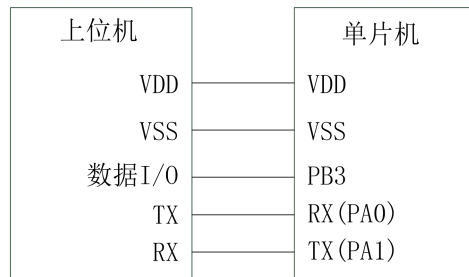 上位机 单片机
VDD VDD
VSS VSS
数据I/O PB3
TX RX(PA0)
RX TX(PA1)